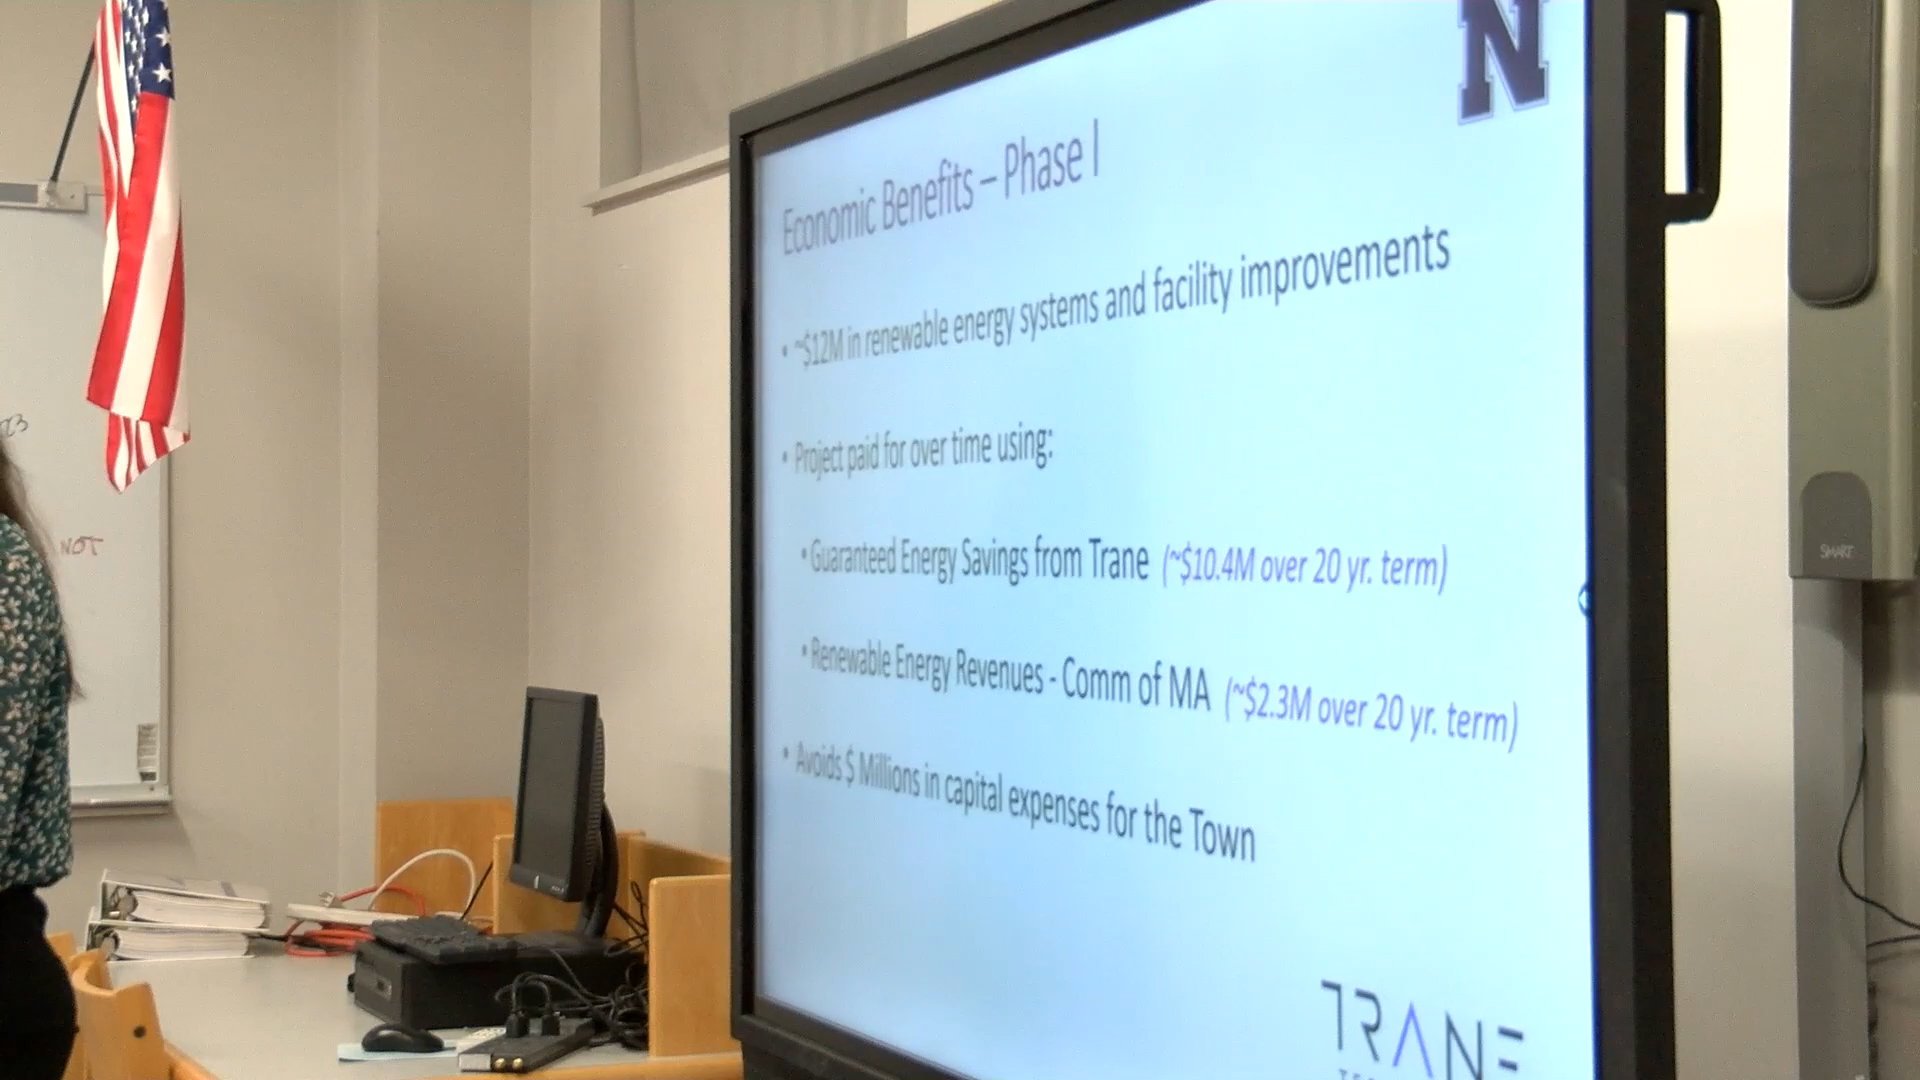 N
Economic Benefits – Phase I
• ~$12M in renewable energy systems and facility improvements
• Project paid for over time using:
• Guaranteed Energy Savings from Trane (~$10.4M over 20 yr. term)
• Renewable Energy Revenues - Comm of MA (~$2.3M over 20 yr. term)
• Avoids $ Millions in capital expenses for the Town
TRANE
SMART
NOT